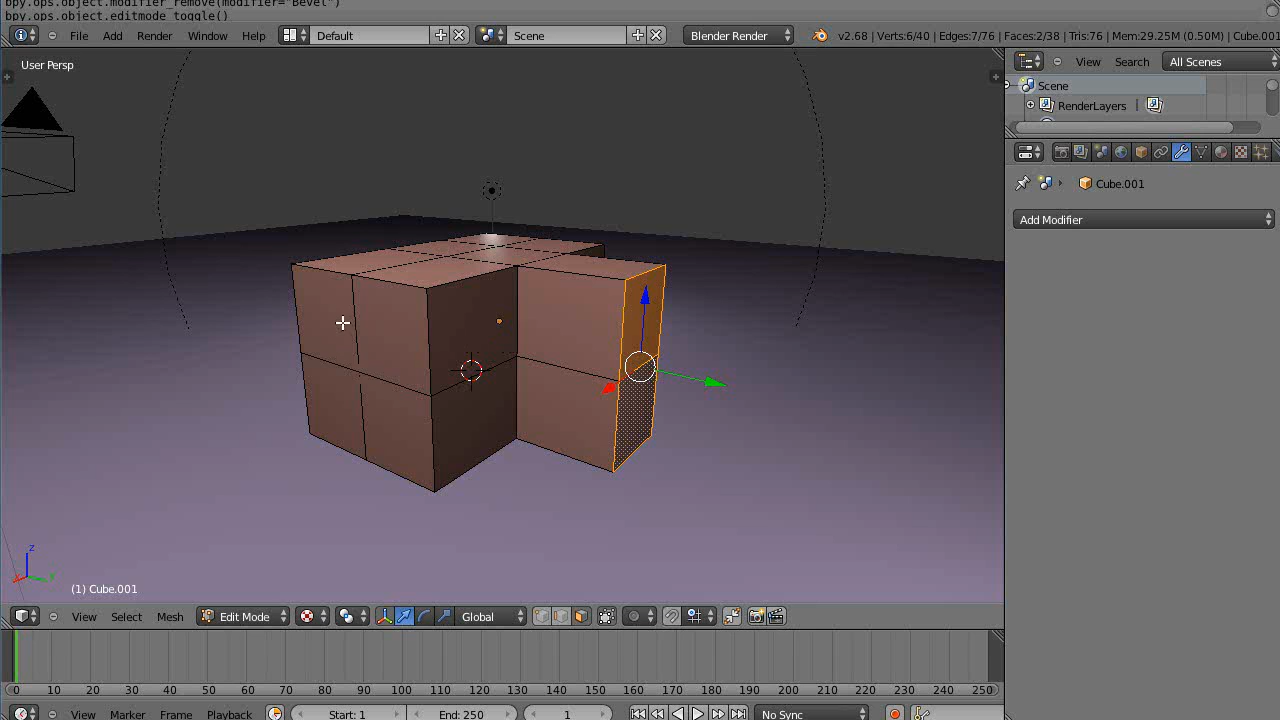 bpy.ops.object.modifier_remove(modifier="Bevel")
bpy.ops.object.editmode_toggle()
File Add Render Window Help Default Scene Blender Render v2.68 | Verts:6/40 | Edges:7/76 | Faces:2/38 | Tris:76 | Mem:29.25M (0.50M) | Cube.001
User Persp
View Search All Scenes
Scene
RenderLayers
Cube.001
Add Modifier
z
(1) Cube.001
View Select Mesh Edit Mode Global
0 10 20 30 40 50 60 70 80 90 100 110 120 130 140 150 160 170 180 190 200 210 220 230 240 250
View Marker Frame Playback Start: 1 End: 250 1 No Sync